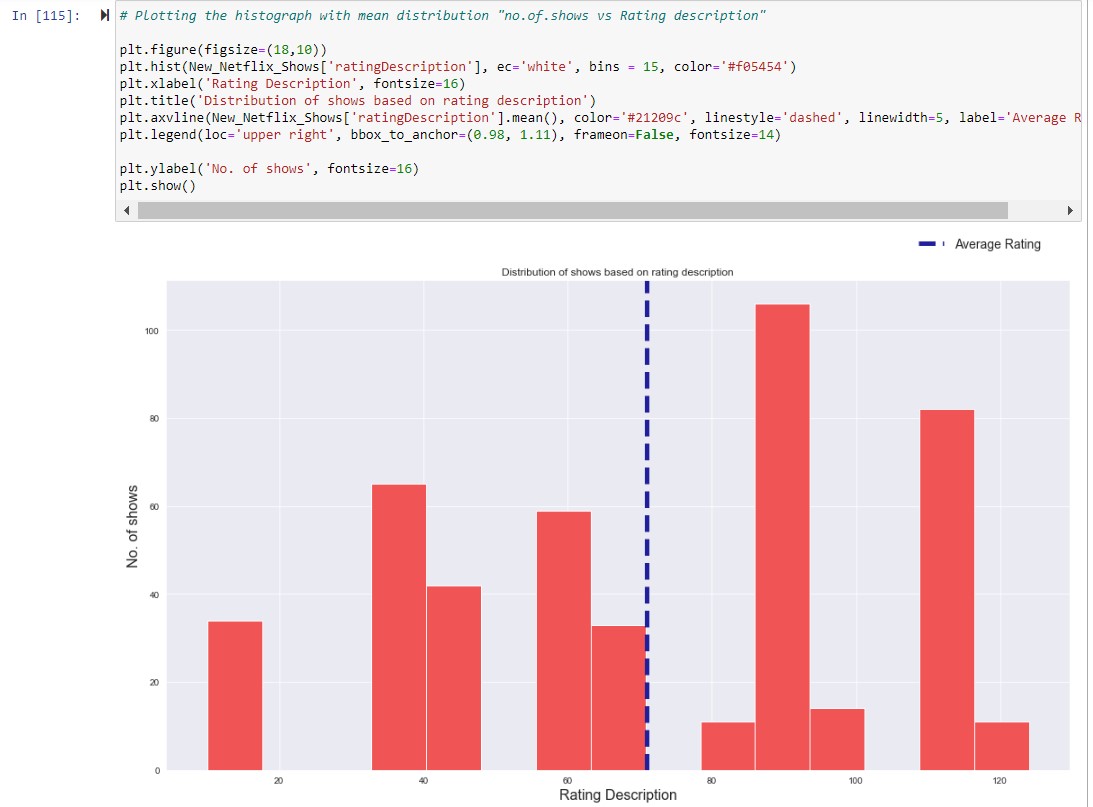 In [115]:
# Plotting the histograph with mean distribution "no.of.shows vs Rating description"
plt.figure(figsize=(18,10))
plt.hist(New_Netflix_Shows['ratingDescription'], ec='white', bins = 15, color='#f05454')
plt.xlabel('Rating Description', fontsize=16)
plt.title('Distribution of shows based on rating description')
plt.axvline(New_Netflix_Shows['ratingDescription'].mean(), color='#21209c', linestyle='dashed', linewidth=5, label='Average R
plt.legend(loc='upper right', bbox_to_anchor=(0.98, 1.11), frameon=False, fontsize=14)
plt.ylabel('No. of shows', fontsize=16)
plt.show()
Average Rating
Distribution of shows based on rating description
100
80
60
40
20
0
No. of shows
20 40 60 80 100 120
Rating Description